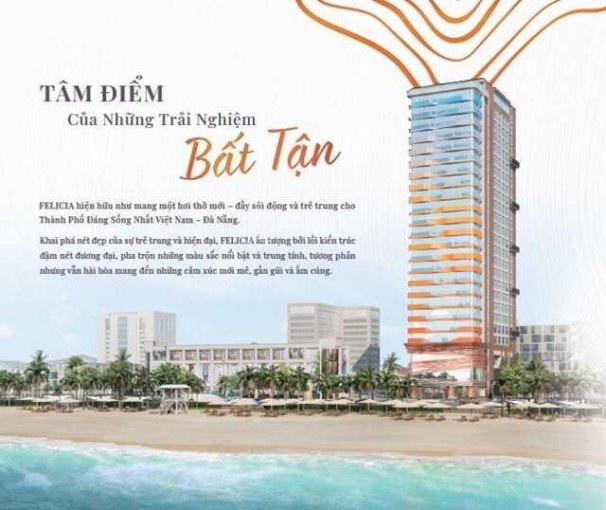 TÂM ĐIỂM
Của Những Trải Nghiệm
Bất Tận
FELICIA hiện hữu như mang một hơi thở mới – đầy sôi động và trẻ trung cho
Thành Phố Đáng Sống Nhất Việt Nam – Đà Nẵng.
Khai phá nét đẹp của sự trẻ trung và hiện đại, FELICIA ấn tượng bởi lối kiến trúc
đậm nét đương đại, pha trộn những màu sắc nổi bật và trung tính, tương phản
nhưng vẫn hài hòa mang đến những cảm xúc mới mẻ, gần gũi và ấm cúng.